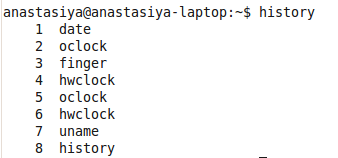 anastasiya@anastasiya-laptop:~$ history
1 date
2 oclock
3 finger
4 hwclock
5 oclock
6 hwclock
7 uname
8 history